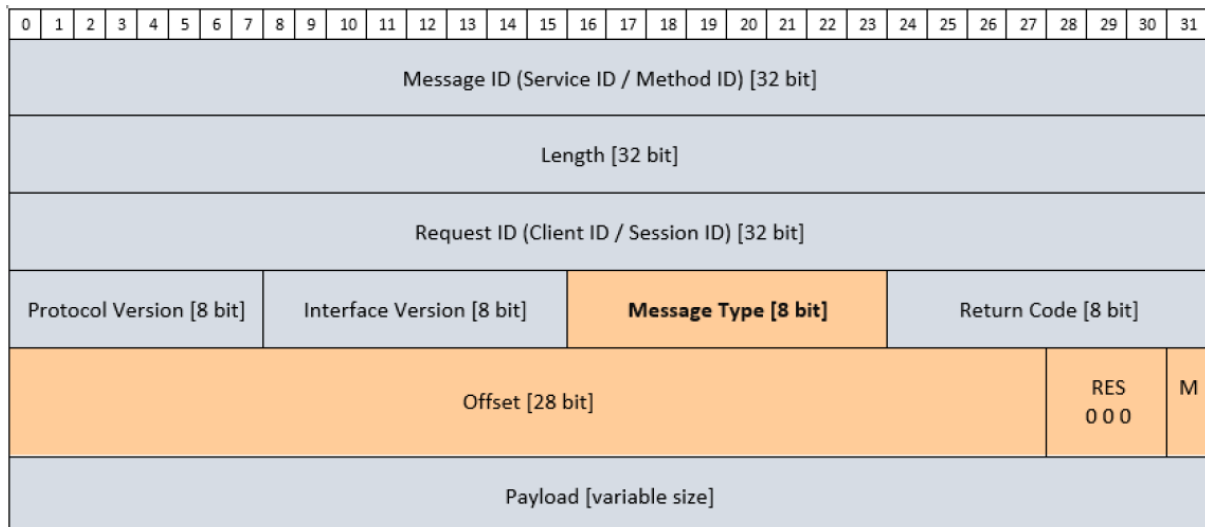 0 1 2 3 4 5 6 7 8 9 10 11 12 13 14 15 16 17 18 19 20 21 22 23 24 25 26 27 28 29 30 31
Message ID (Service ID / Method ID) [32 bit]
Length [32 bit]
Request ID (Client ID / Session ID) [32 bit]
Protocol Version [8 bit] Interface Version [8 bit] Message Type [8 bit] Return Code [8 bit]
Offset [28 bit] RES M
0 0 0
Payload [variable size]